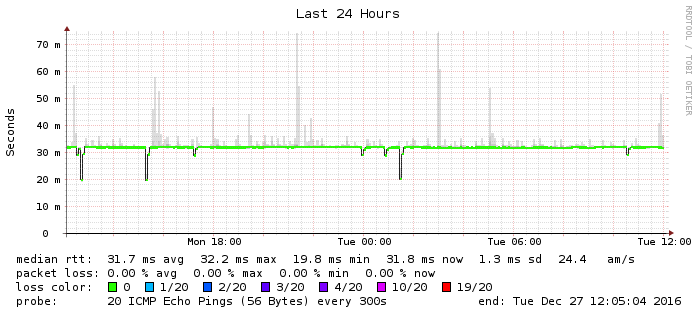 Last 24 Hours
RRDTOOL / TOBI OETIKER
Seconds
70 m
60 m
50 m
40 m
30 m
20 m
10 m
0
Mon 18:00 Tue 00:00 Tue 06:00 Tue 12:00
median rtt: 31.7 ms avg 32.2 ms max 19.8 ms min 31.8 ms now 1.3 ms sd 24.4 am/s
packet loss: 0.00 % avg 0.00 % max 0.00 % min 0.00 % now
loss color: 0 1/20 2/20 3/20 4/20 10/20 19/20
probe: 20 ICMP Echo Pings (56 Bytes) every 300s end: Tue Dec 27 12:05:04 2016